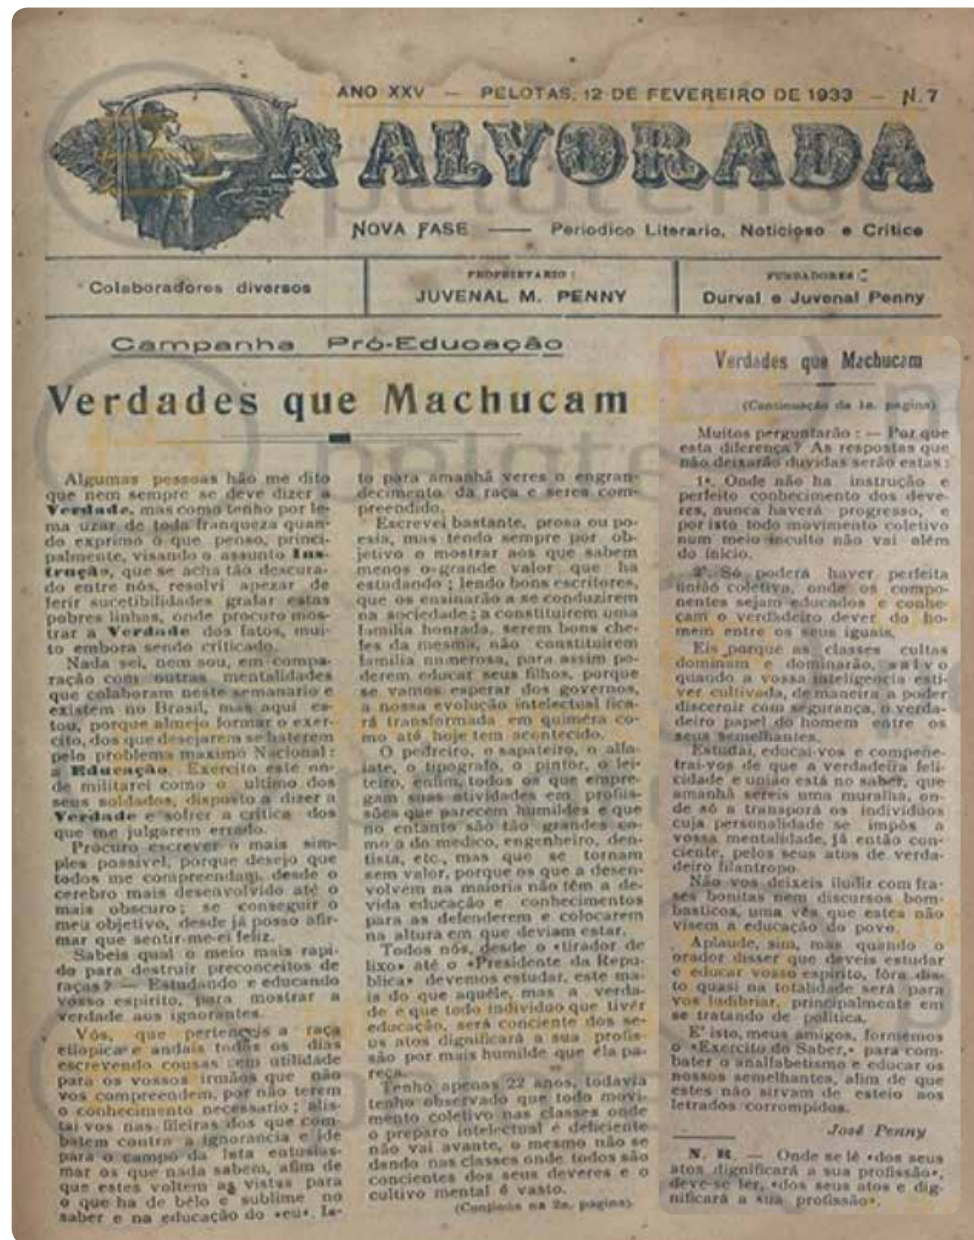 ANO XXV — PELOTAS, 12 DE FEVEREIRO DE 1933 — N. 7
A ALVORADA
NOVA FASE — Periodico Literario, Noticioso e Critico
Colaboradores diversos
PROPRIETARIO:
JUVENAL M. PENNY
FUNDADORES:
Durval e Juvenal Penny
Campanha Pró-Educação
Verdades que Machucam
Algumas pessoas hão me dito
que nem sempre se deve dizer a
Verdade, mas como tenho por le-
ma uzar de toda franqueza quan-
do exprimo o que penso, princi-
palmente, visando o assunto Ins-
trução, que se acha tão descura-
do entre nós, resolvi apezar de
ferir sucetibilidades grafar estas
pobres linhas, onde procuro mos-
trar a Verdade dos fatos, mui-
to embora sendo criticado.
Nada sei, nem sou, em compa-
ração com outras mentalidades
que colaboram neste semanario e
existem no Brasil, mas aqui es-
tou, porque almejo formar o exer-
cito, dos que desejarem se baterem
pelo problema maximo Nacional:
a Educação. Exercito este on-
de militarei como o ultimo dos
seus soldados, disposto a dizer a
Verdade e sofrer a critica dos
que me julgarem errado.
Procuro escrever o mais sim-
ples possivel, porque desejo que
todos me compreendam, desde o
cerebro mais desenvolvido até o
mais obscuro; se conseguir o
meu objetivo, desde já posso afir-
mar que sentir-me-ei feliz.
Sabeis qual o meio mais rapi-
do para destruir preconceitos de
raças? — Estudando e educando
vosso espirito, para mostrar a
verdade aos ignorantes.
Vós, que pertenceis a raça
etiopica e andais todos os dias
escrevendo cousas sem utilidade
para os vossos irmãos que não
vos compreendem, por não terem
o conhecimento necessario; alis-
tai-vos nas fileiras dos que com-
batem contra a ignorancia e ide
para o campo da luta entusias-
mar os que nada sabem, afim de
que estes voltem as vistas para
o que ha de bélo e sublime no
saber e na educação do «eu». Is-
to para amanhã veres o engran-
decimento da raça e seres com-
preendido.
Escrevei bastante, prosa ou po-
esia, mas tendo sempre por ob-
jetivo o mostrar aos que sabem
menos o grande valor que ha
estudando; lendo bons escritores,
que os ensinarão a se conduzirem
na sociedade; a constituirem uma
familia honrada, serem bons che-
fes da mesma, não constituirem
familia numerosa, para assim po-
derem educar seus filhos, porque
se vamos esperar dos governos,
a nossa evolução intelectual fica-
rá transformada em quiméra co-
mo até hoje tem acontecido.
O pedreiro, o sapateiro, o alfa-
iate, o tipografo, o pintor, o lei-
teiro, enfim, todos os que empre-
gam suas atividades em profis-
sões que parecem humildes e que
no entanto são tão grandes co-
mo a do medico, engenheiro, den-
tista, etc., mas que se tornam
sem valor, porque os que a desen-
volvem na maioria não têm a de-
vida educação e conhecimentos
para as defenderem e colocarem
na altura em que deviam estar.
Todos nós, desde o «tirador de
lixo» até o «Presidente da Repu-
blica» devemos estudar, este ma-
is do que aquéle, mas a verda-
de e que todo individuo que tivér
educação, será conciente dos se-
us atos dignificará a sua profis-
são por mais humilde que éla pa-
reça.
Tenho apenas 22 anos, todavia
tenho observado que todo movi-
mento coletivo nas classes onde
o preparo intelectual é deficiente
não vai avante, o mesmo não se
dando nas classes onde todos são
concientes dos seus deveres e o
cultivo mental é vasto.
(Continúa na 2a. pagina)
Verdades que Machucam
(Continuação da 1a. pagina)
Muitos perguntarão: — Por que
esta diferença? As respostas que
não deixarão duvidas serão estas:
1º. Onde não ha instrução e
perfeito conhecimento dos deve-
res, nunca haverá progresso, e
por isto todo movimento coletivo
num meio inculto não vai além
do início.
2º. Só poderá haver perfeita
união coletiva, onde os compo-
nentes sejam educados e conhe-
çam o verdadeiro dever do ho-
mem entre os seus iguais.
Eis porque as classes cultas
dominam e dominarão, salvo
quando a vossa inteligencia esti-
ver cultivada, de maneira a poder
discernir com segurança, o verda-
deiro papel do homem entre os
seus semelhantes.
Estudai, educai-vos e compene-
trai-vos de que a verdadeira feli-
cidade e união está no saber, que
amanhã sereis uma muralha, on-
de só a transporá os individuos
cuja personalidade se impôs a
vossa mentalidade, já então con-
ciente, pelos seus atos de verda-
deiro filantropo.
Não vos deixeis iludir com fra-
ses bonitas nem discursos bom-
basticos, uma vês que estes não
visem a educação do povo.
Aplaude, sim, mas quando o
orador disser que deveis estudar
e educar vosso espirito, fóra dis-
to quasi na totalidade será para
vos ludibriar, principalmente em
se tratando de politica.
E' isto, meus amigos, formémos
o «Exercito do Saber,» para com-
bater o analfabetismo e educar os
nossos semelhantes, afim de que
estes não sirvam de esteio aos
letrados corrompidos.
José Penny
N. R. — Onde se lê «dos seus
atos dignificará a sua profissão»,
deve-se ler, «dos seus atos e dig-
nificará a sua profissão».
pelotense